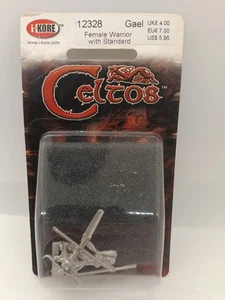 I-KORE
12328 Gael
Female Warrior
with Standard
UK£ 4.00
EU€ 7.00
US$ 5.95
CELTOS